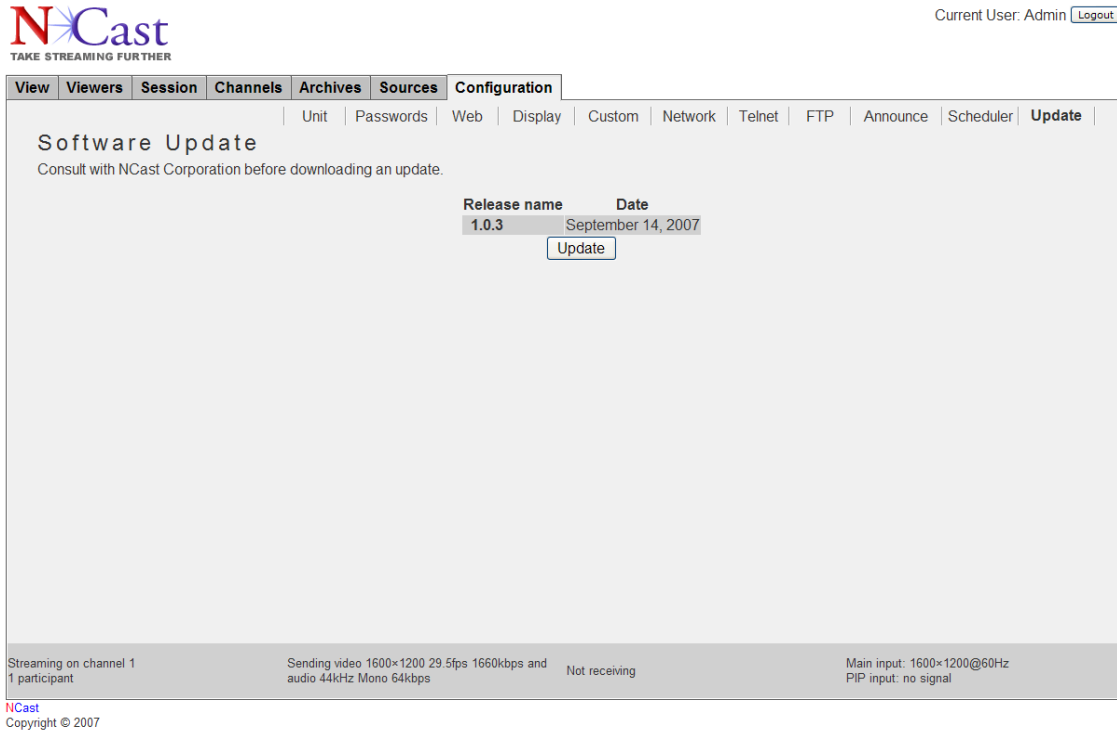 NCast
TAKE STREAMING FURTHER
Current User: Admin Logout
View Viewers Session Channels Archives Sources Configuration
Unit Passwords Web Display Custom Network Telnet FTP Announce Scheduler Update
Software Update
Consult with NCast Corporation before downloading an update.
Release name Date
1.0.3 September 14, 2007
Update
Streaming on channel 1
1 participant
Sending video 1600×1200 29.5fps 1660kbps and
audio 44kHz Mono 64kbps
Not receiving
Main input: 1600×1200@60Hz
PIP input: no signal
NCast
Copyright © 2007